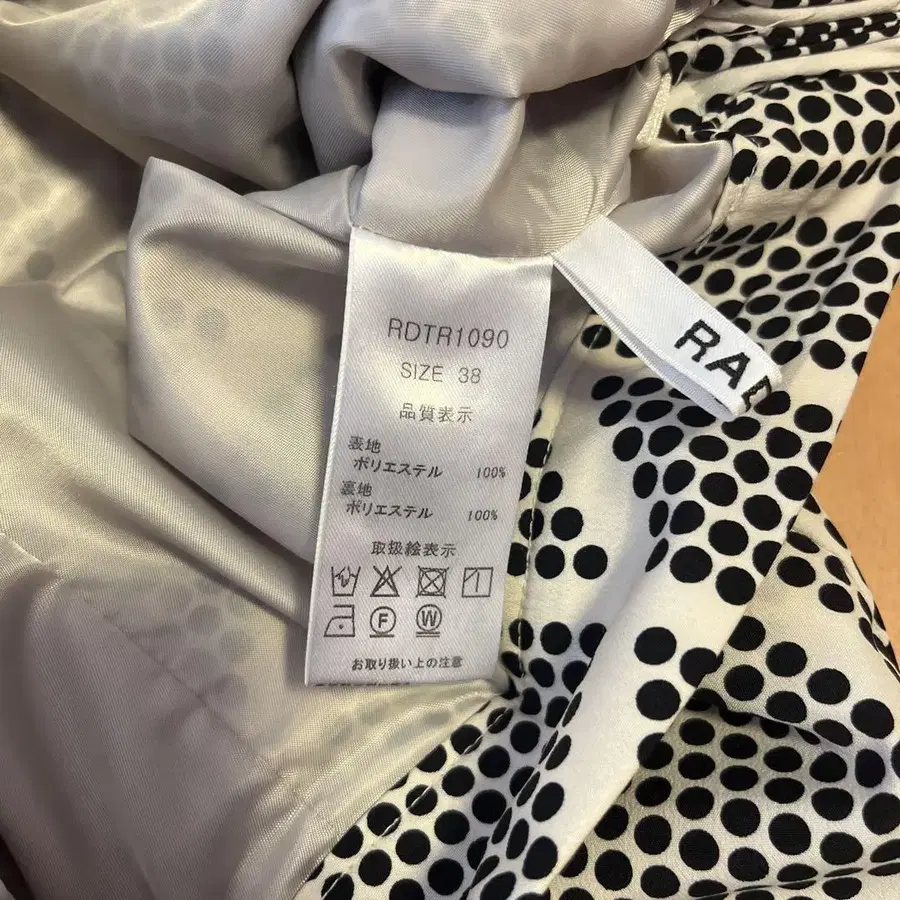 RDTR1090
SIZE 38
品質表示
表地
ポリエステル 100%
裏地
ポリエステル 100%
取扱絵表示
F W
お取り扱い上の注意
RAE